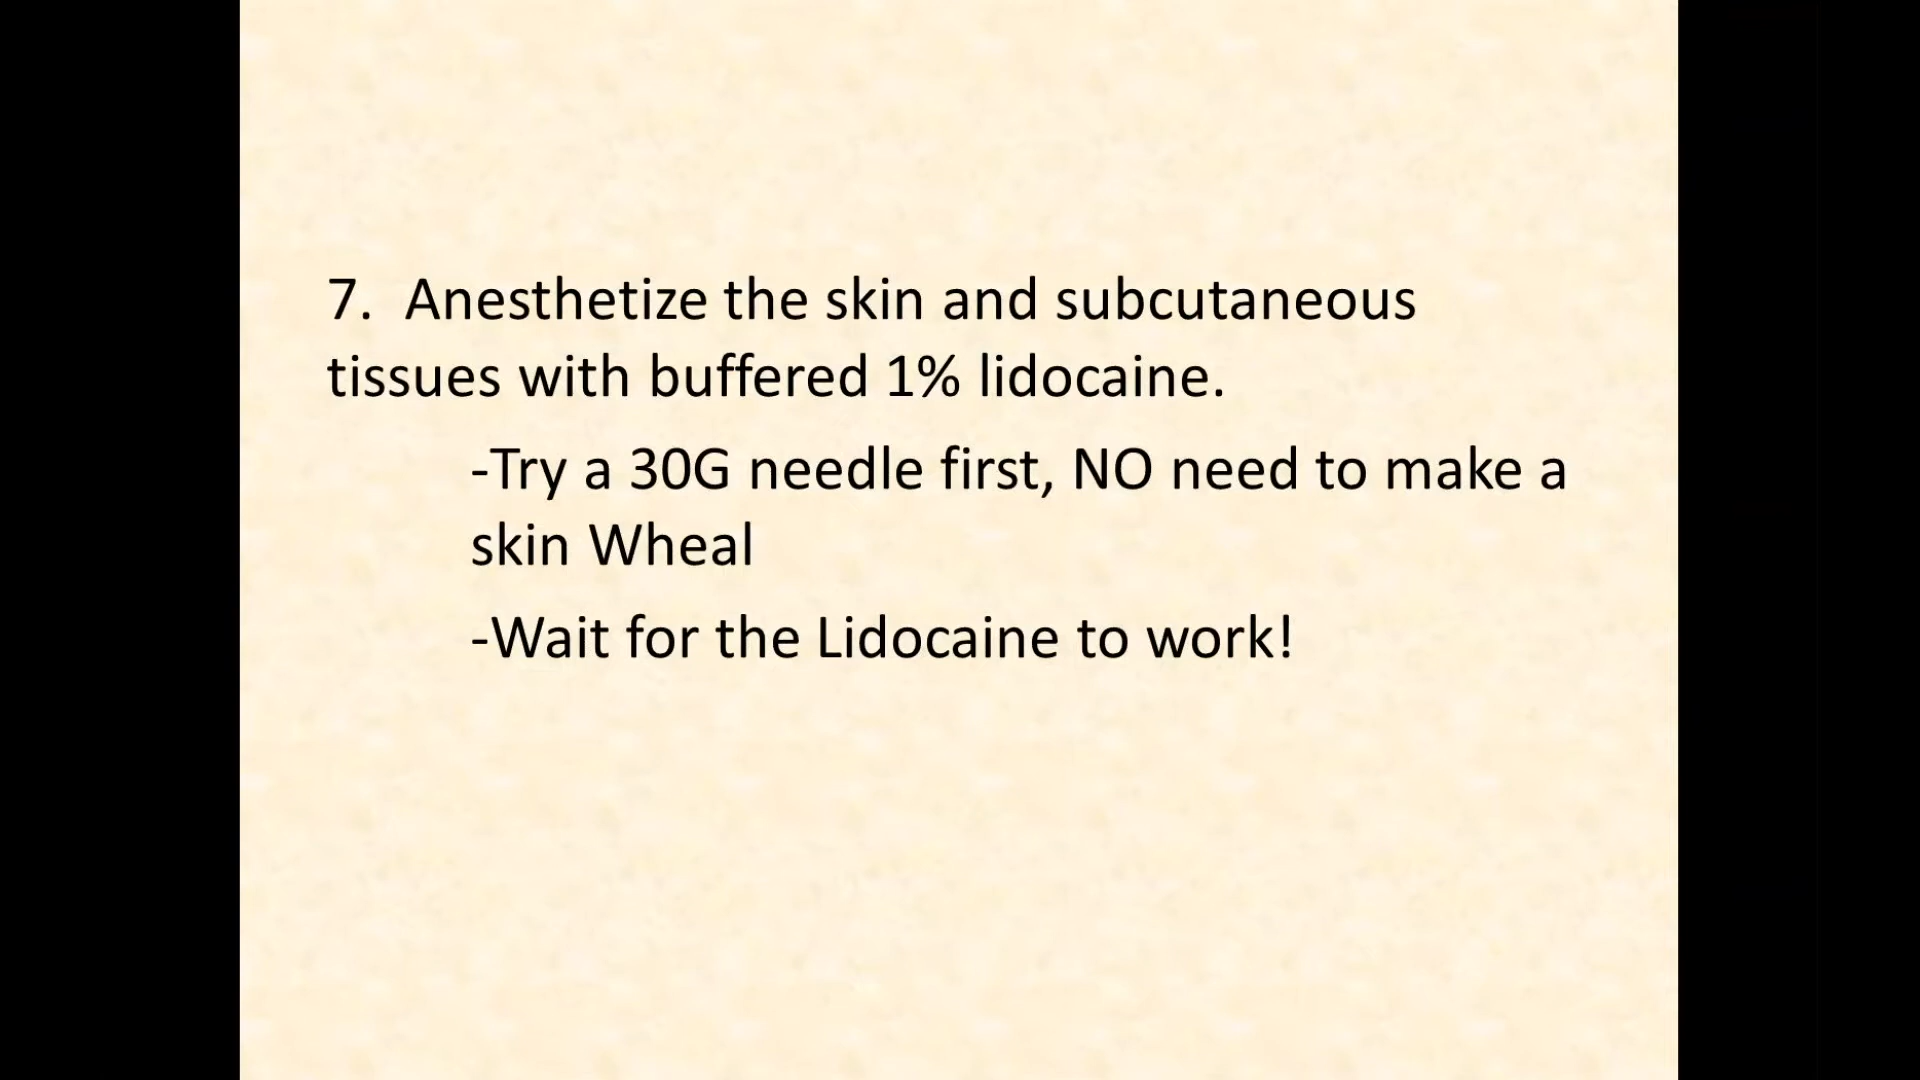 7. Anesthetize the skin and subcutaneous
tissues with buffered 1% lidocaine.
-Try a 30G needle first, NO need to make a
skin Wheal
-Wait for the Lidocaine to work!